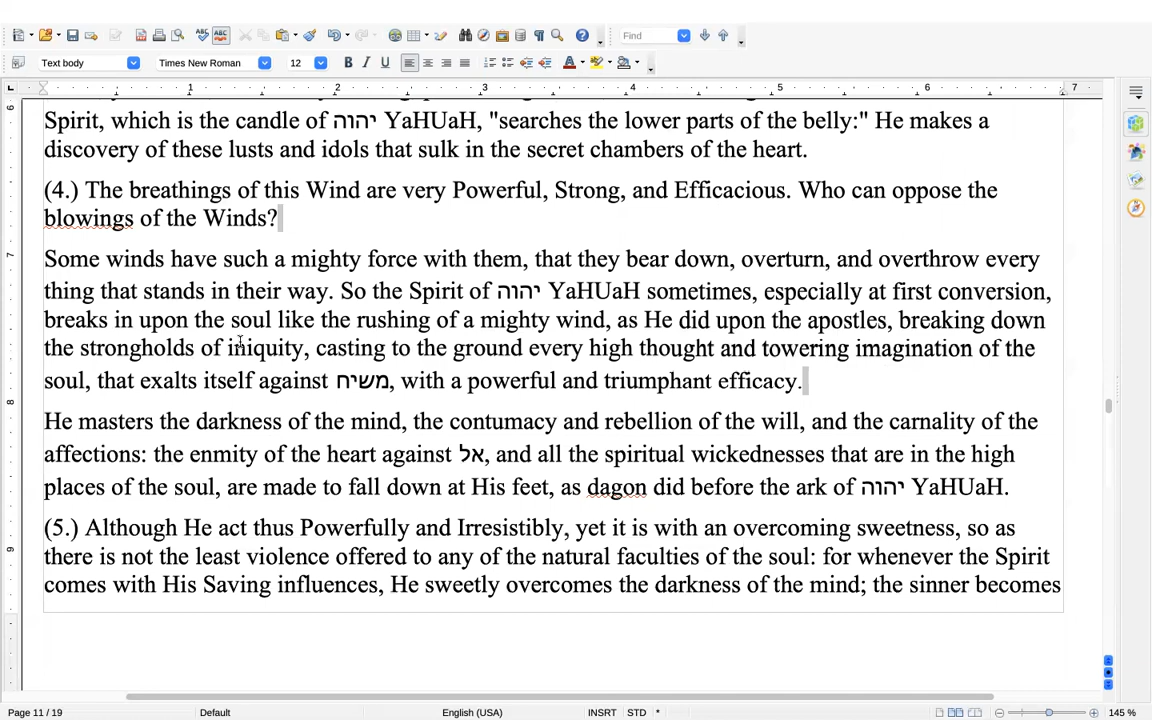 Find
Text body
Times New Roman
12
1 1 2 3 4 5 6 7
Spirit, which is the candle of יהוה YaHUaH, "searches the lower parts of the belly:" He makes a
discovery of these lusts and idols that sulk in the secret chambers of the heart.
(4.) The breathings of this Wind are very Powerful, Strong, and Efficacious. Who can oppose the
blowings of the Winds?
Some winds have such a mighty force with them, that they bear down, overturn, and overthrow every
thing that stands in their way. So the Spirit of יהוה YaHUaH sometimes, especially at first conversion,
breaks in upon the soul like the rushing of a mighty wind, as He did upon the apostles, breaking down
the strongholds of iniquity, casting to the ground every high thought and towering imagination of the
soul, that exalts itself against משיח, with a powerful and triumphant efficacy.
He masters the darkness of the mind, the contumacy and rebellion of the will, and the carnality of the
affections: the enmity of the heart against אל, and all the spiritual wickednesses that are in the high
places of the soul, are made to fall down at His feet, as dagon did before the ark of יהוה YaHUaH.
(5.) Although He act thus Powerfully and Irresistibly, yet it is with an overcoming sweetness, so as
there is not the least violence offered to any of the natural faculties of the soul: for whenever the Spirit
comes with His Saving influences, He sweetly overcomes the darkness of the mind; the sinner becomes
Page 11 / 19
Default
English (USA)
INSRT
STD
*
145 %